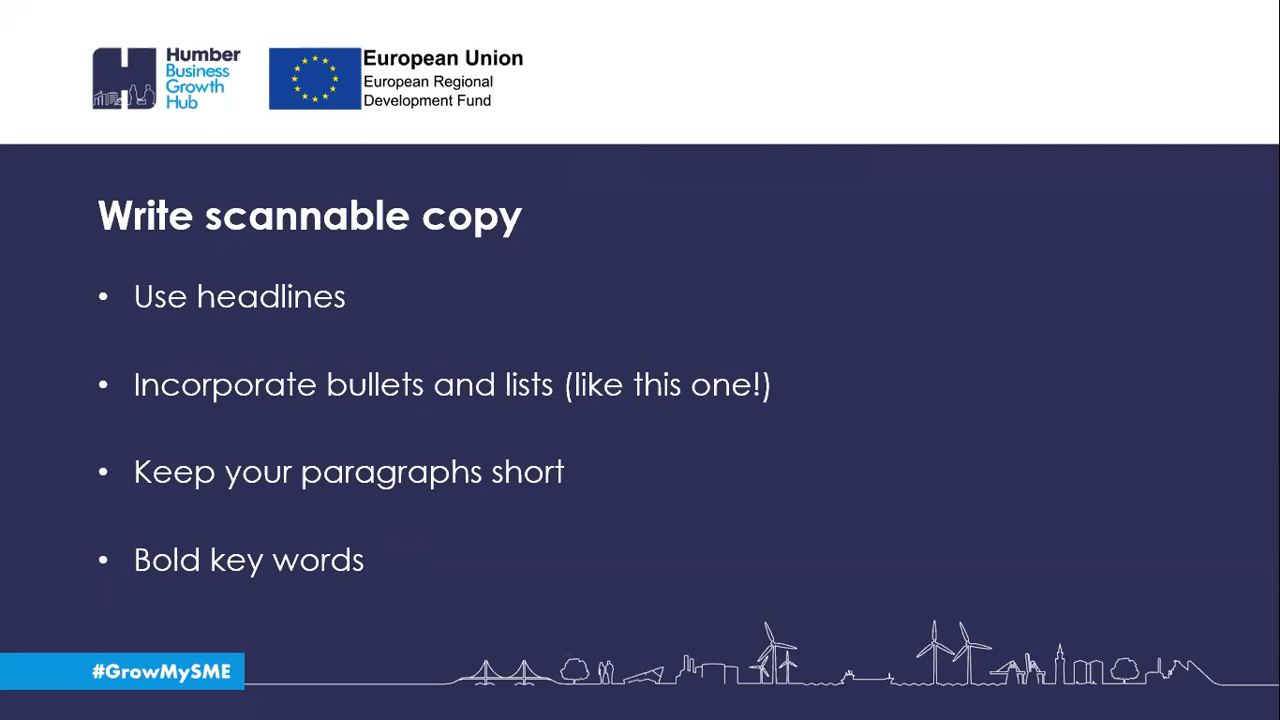 Humber
Business
Growth
Hub
European Union
European Regional
Development Fund
Write scannable copy
• Use headlines
• Incorporate bullets and lists (like this one!)
• Keep your paragraphs short
• Bold key words
#GrowMySME